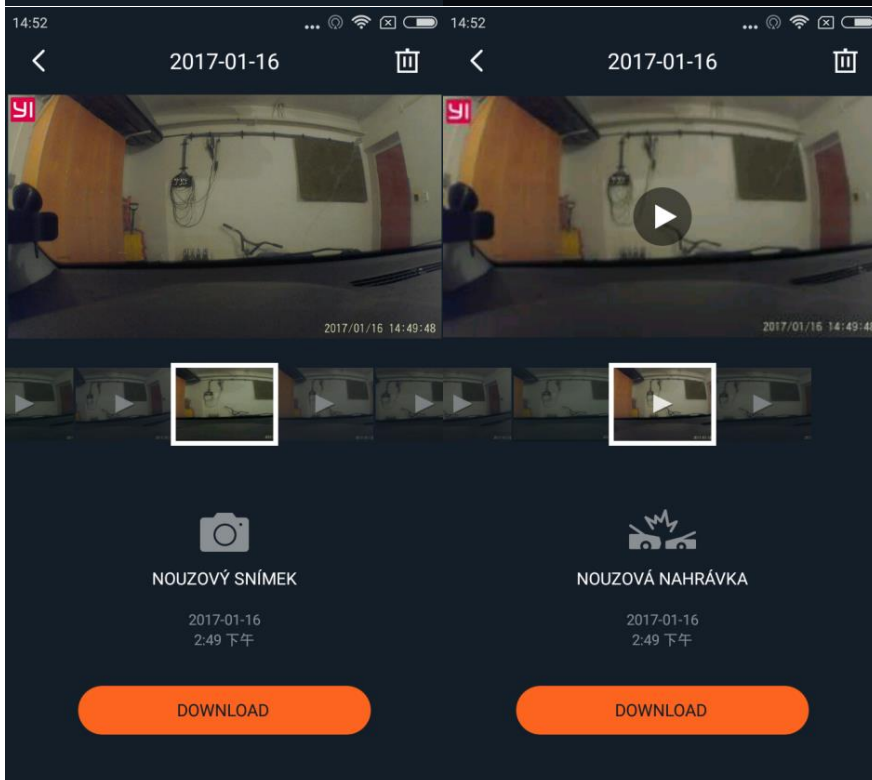 14:52
2017-01-16
YI
2017/01/16 14:49:48
NOUZOVÝ SNÍMEK
2017-01-16
2:49 下午
DOWNLOAD
14:52
2017-01-16
YI
2017/01/16 14:49:48
NOUZOVÁ NAHRÁVKA
2017-01-16
2:49 下午
DOWNLOAD